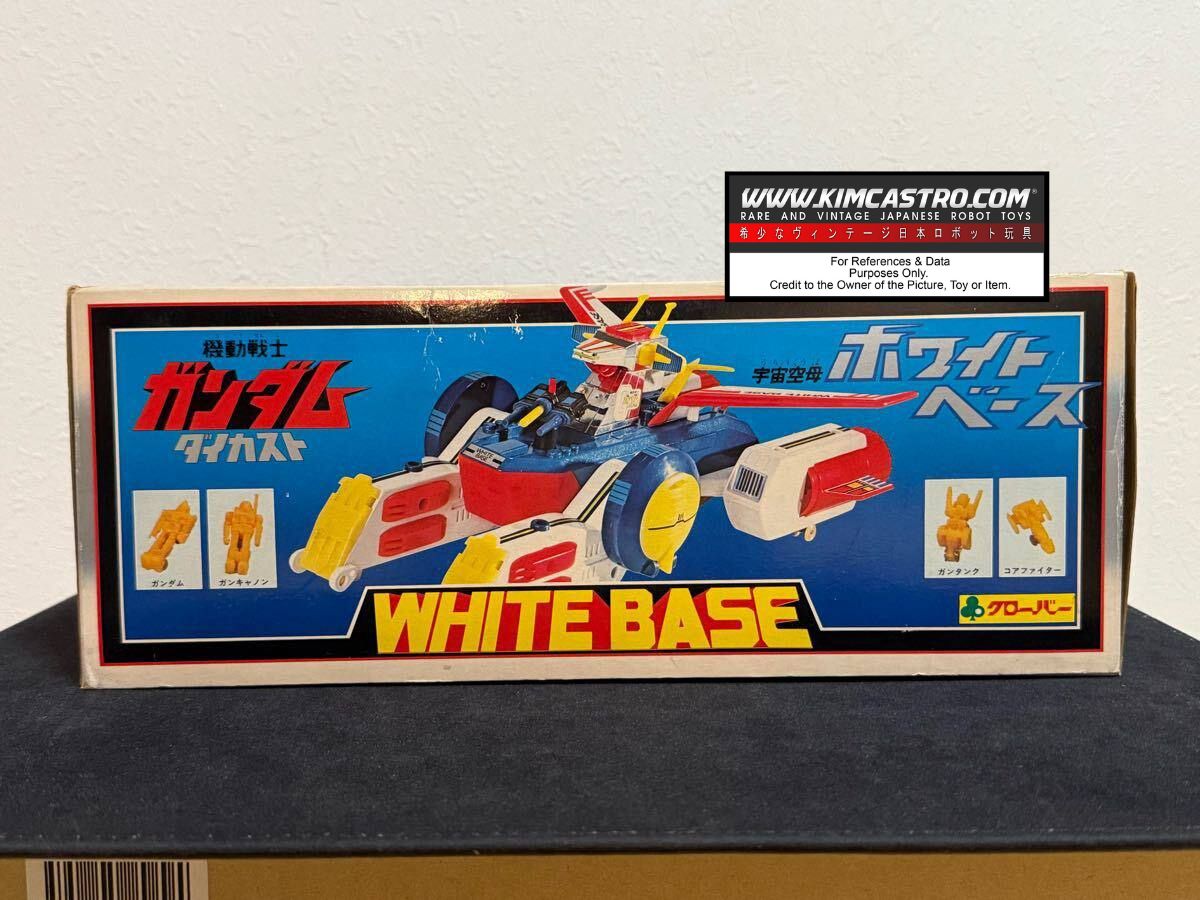 WWW.KIMCASTRO.COM®
RARE AND VINTAGE JAPANESE ROBOT TOYS
希少なヴィンテージ日本ロボット玩具
For References & Data
Purposes Only.
Credit to the Owner of the Picture, Toy or Item.
機動戦士
ガンダム
ダイカスト
宇宙空母
ホワイト
ベース
WHITE BASE
WHITE
BASE
ガンダム
ガンキャノン
ガンタンク
コアファイター
WHITE BASE
クローバー